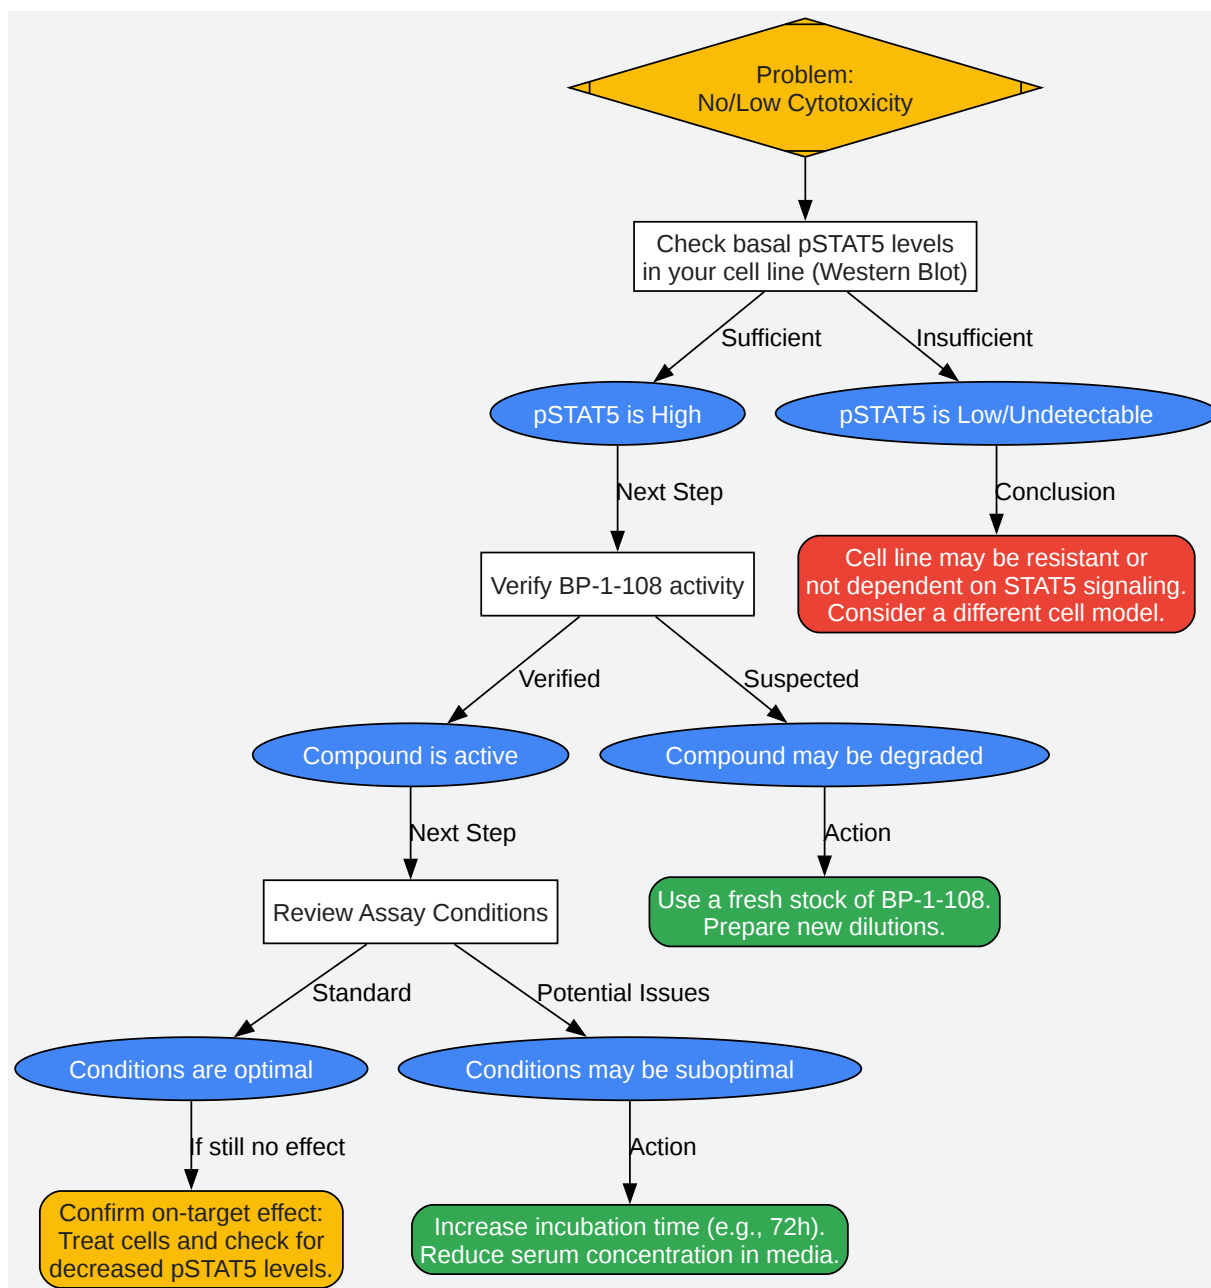 Problem:
No/Low Cytotoxicity
Check basal pSTAT5 levels
in your cell line (Western Blot)
Sufficient
Insufficient
pSTAT5 is High
pSTAT5 is Low/Undetectable
Next Step
Conclusion
Cell line may be resistant or
not dependent on STAT5 signaling.
Consider a different cell model.
Verify BP-1-108 activity
Verified
Suspected
Compound is active
Compound may be degraded
Next Step
Action
Use a fresh stock of BP-1-108.
Prepare new dilutions.
Review Assay Conditions
Standard
Potential Issues
Conditions are optimal
Conditions may be suboptimal
If still no effect
Action
Confirm on-target effect:
Treat cells and check for
decreased pSTAT5 levels.
Increase incubation time (e.g., 72h).
Reduce serum concentration in media.